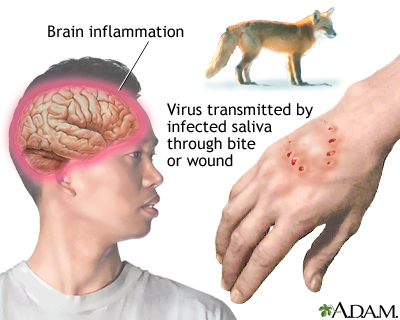 Brain inflammation
Virus transmitted by
infected saliva
through bite
or wound
A.D.A.M.